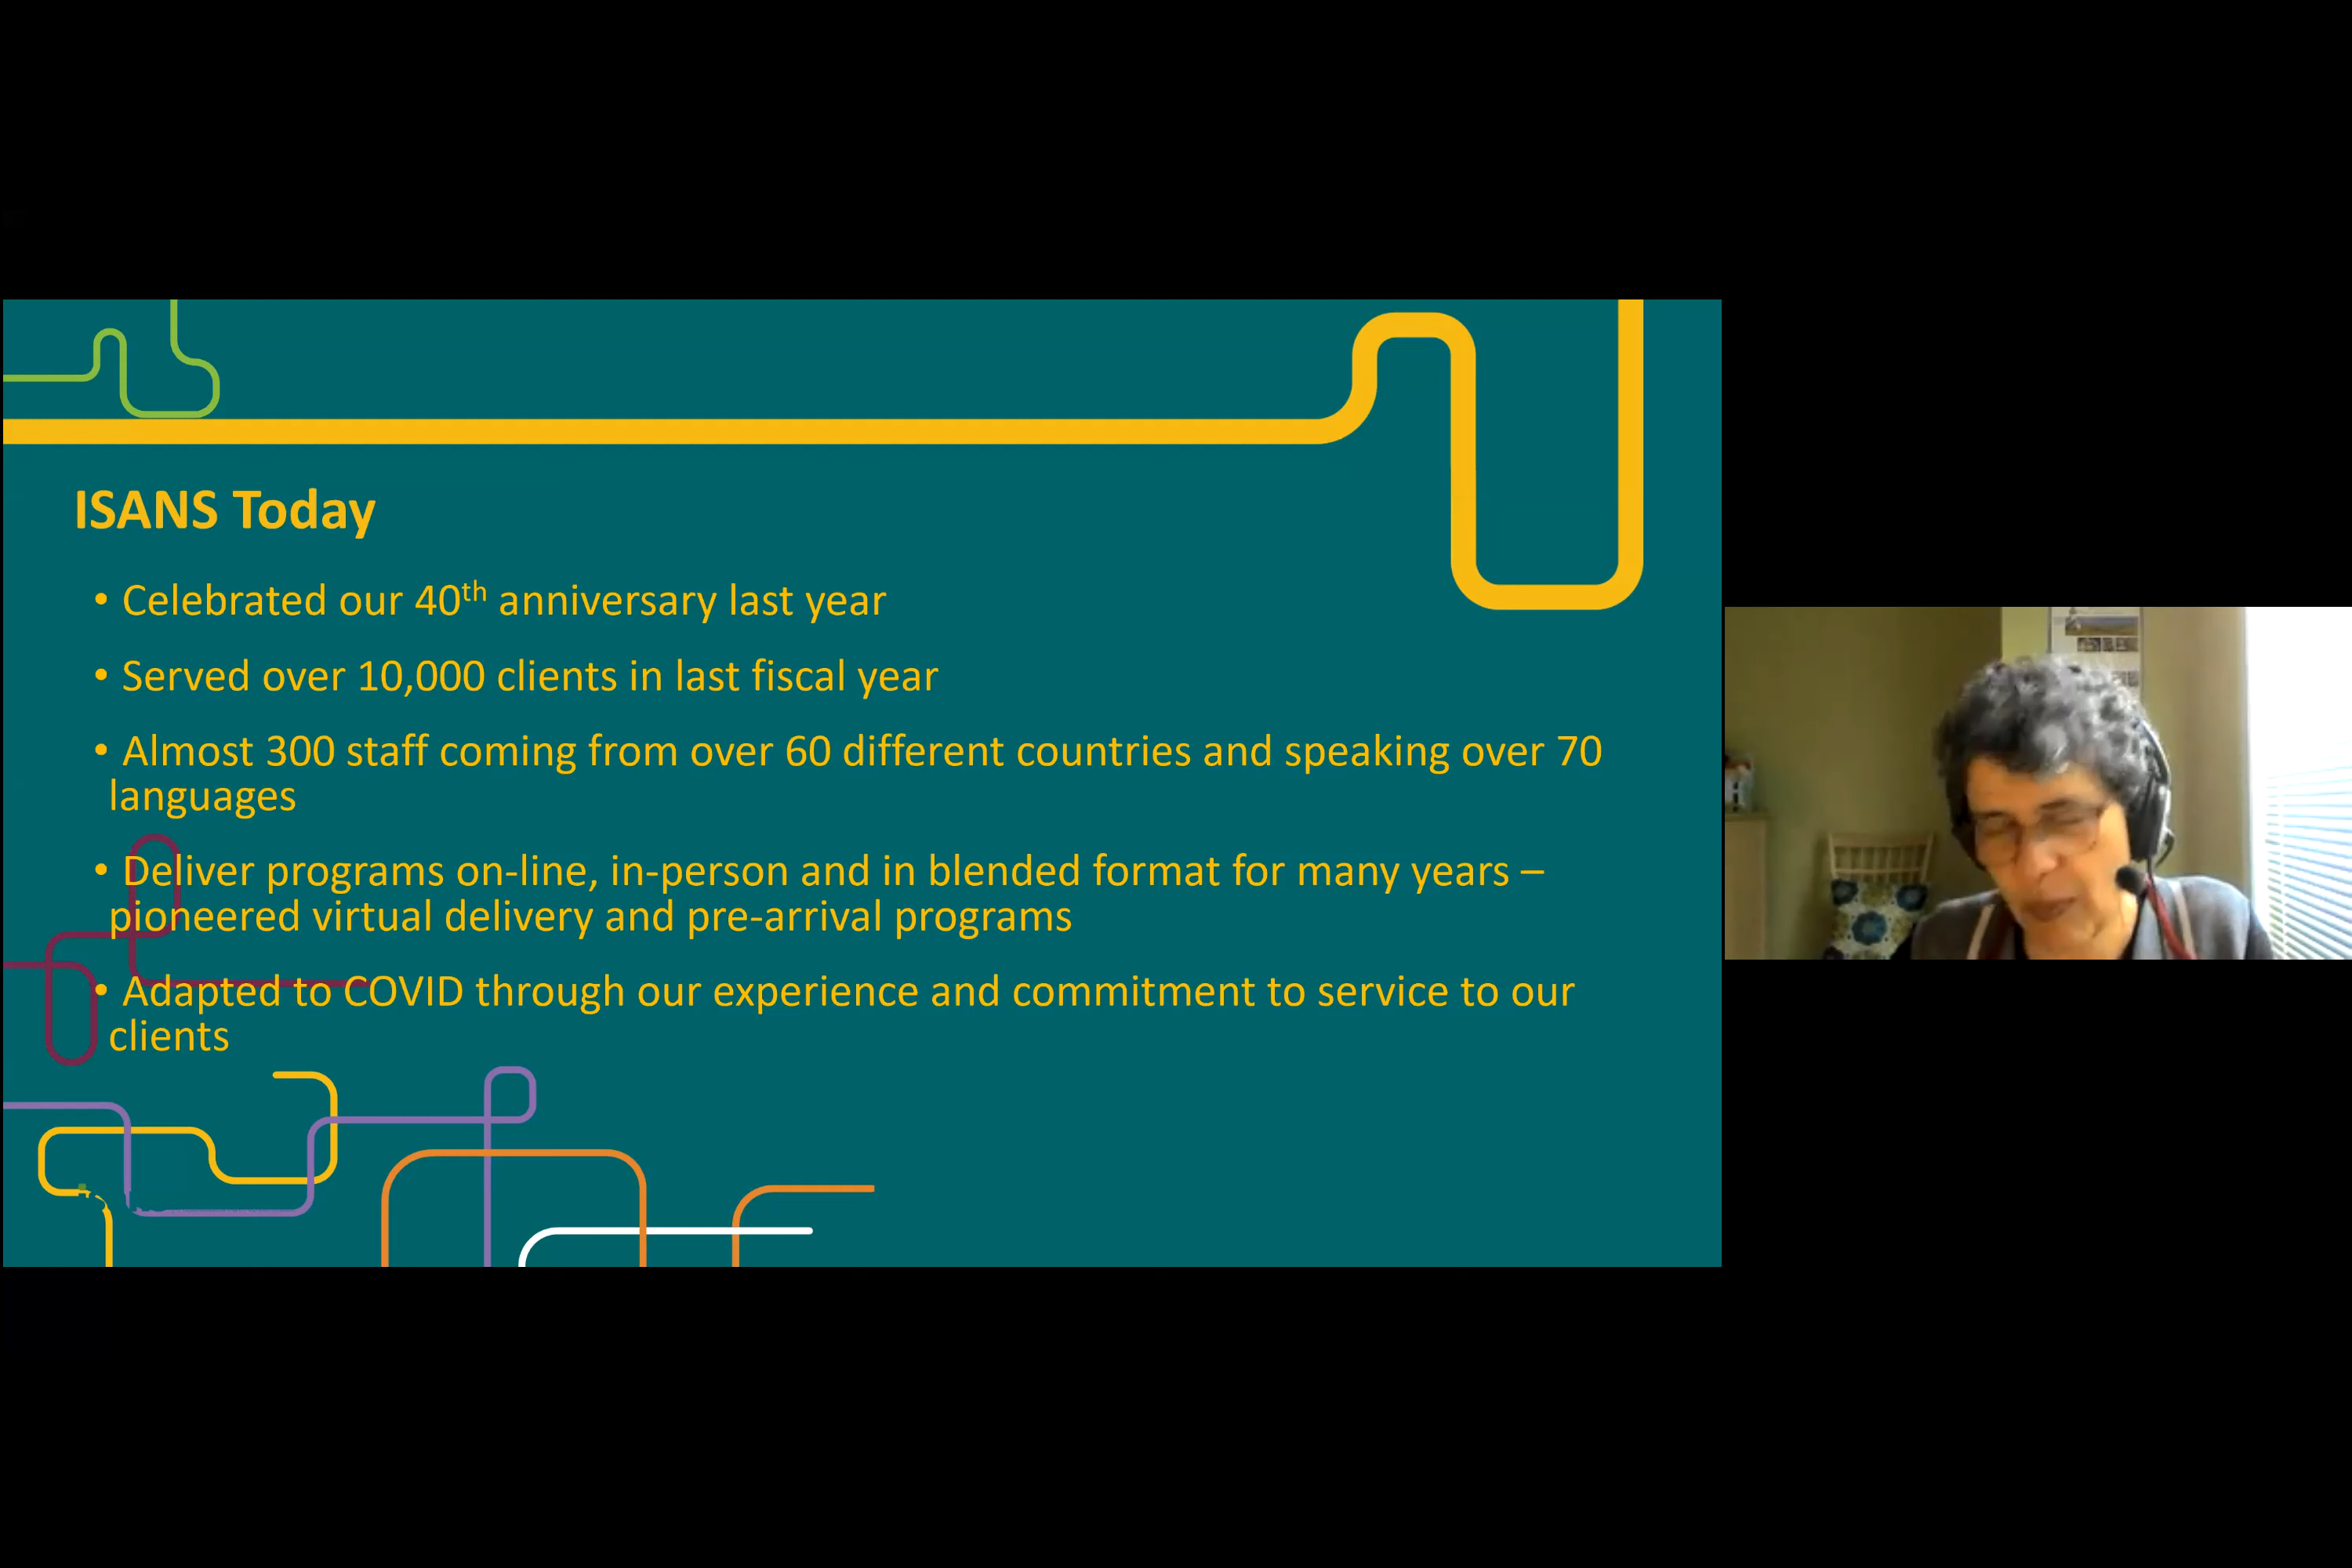 ISANS Today
• Celebrated our 40th anniversary last year
• Served over 10,000 clients in last fiscal year
• Almost 300 staff coming from over 60 different countries and speaking over 70
languages
• Deliver programs on-line, in-person and in blended format for many years –
pioneered virtual delivery and pre-arrival programs
• Adapted to COVID through our experience and commitment to service to our
clients